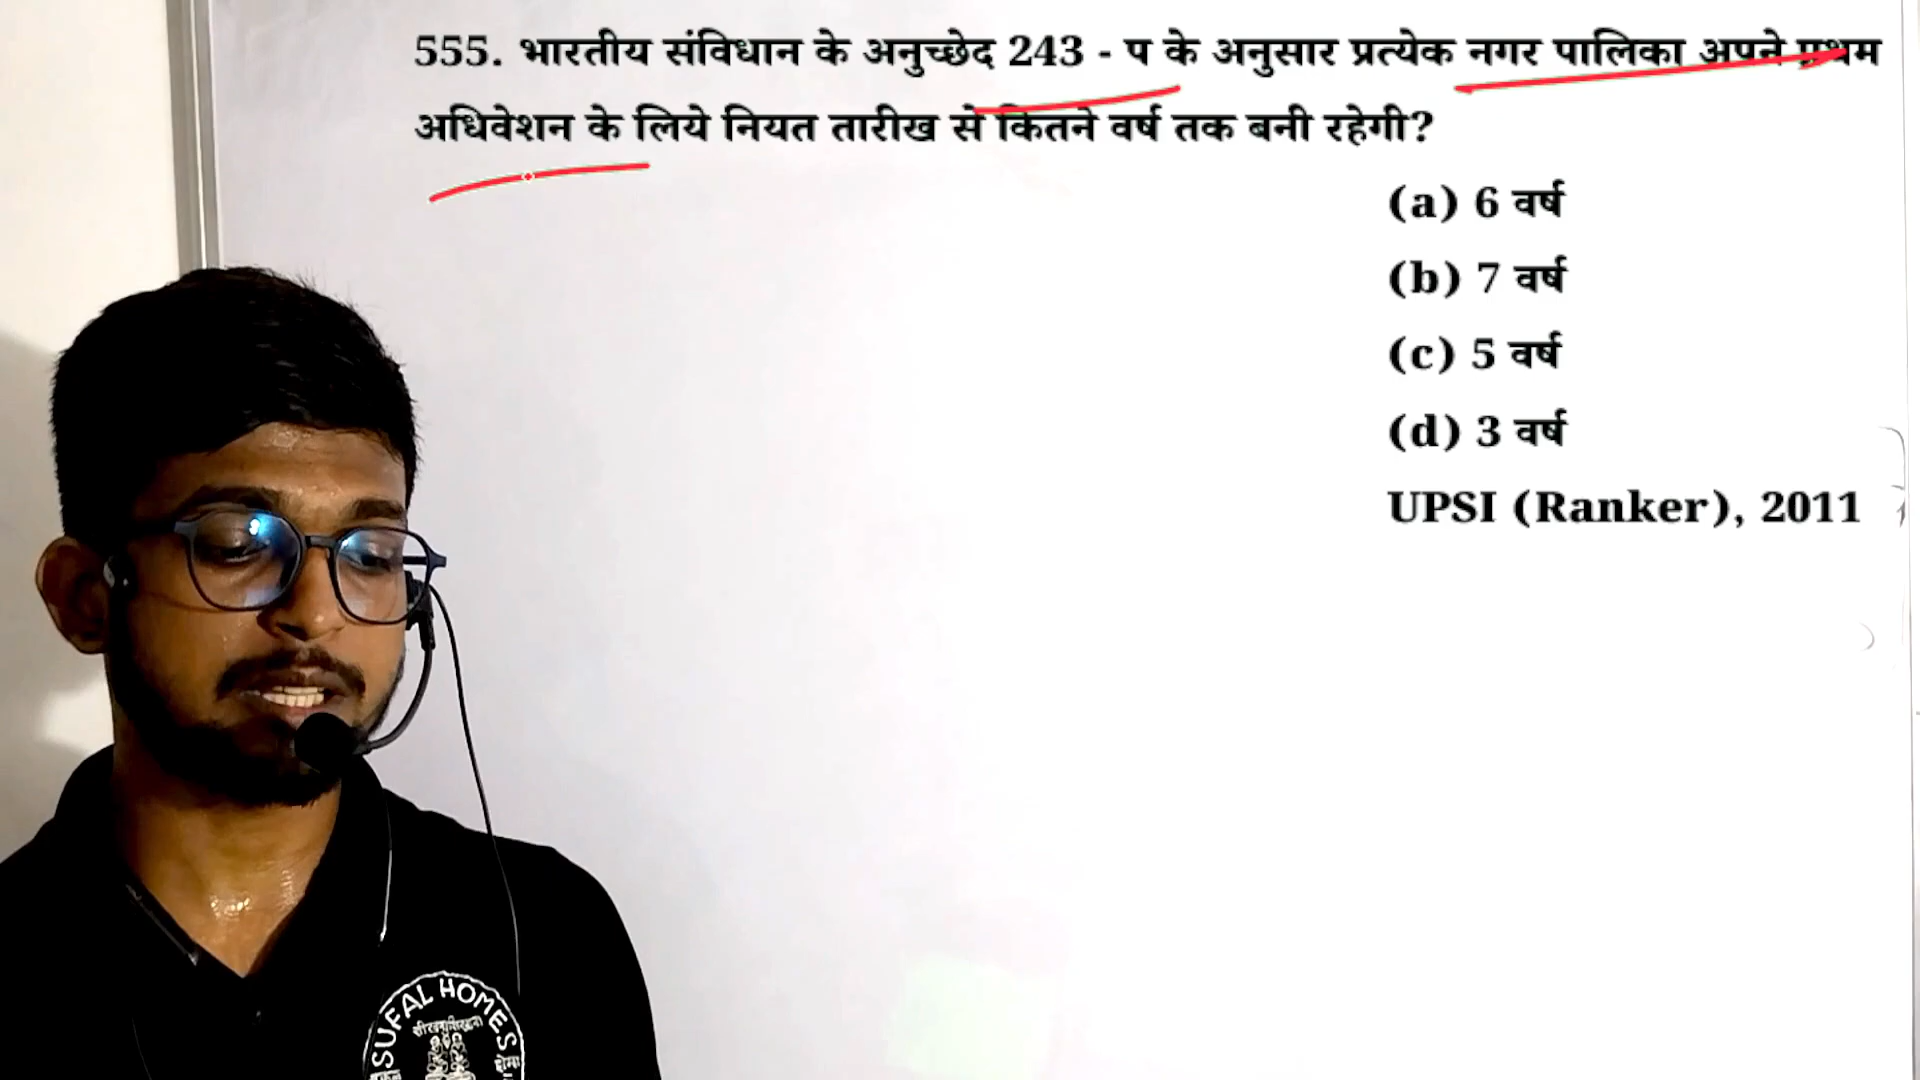 555. भारतीय संविधान के अनुच्छेद 243 - प के अनुसार प्रत्येक नगर पालिका अपने प्रथम
अधिवेशन के लिये नियत तारीख से कितने वर्ष तक बनी रहेगी?
(a) 6 वर्ष
(b) 7 वर्ष
(c) 5 वर्ष
(d) 3 वर्ष
UPSI (Ranker), 2011
SUFAL HOMES